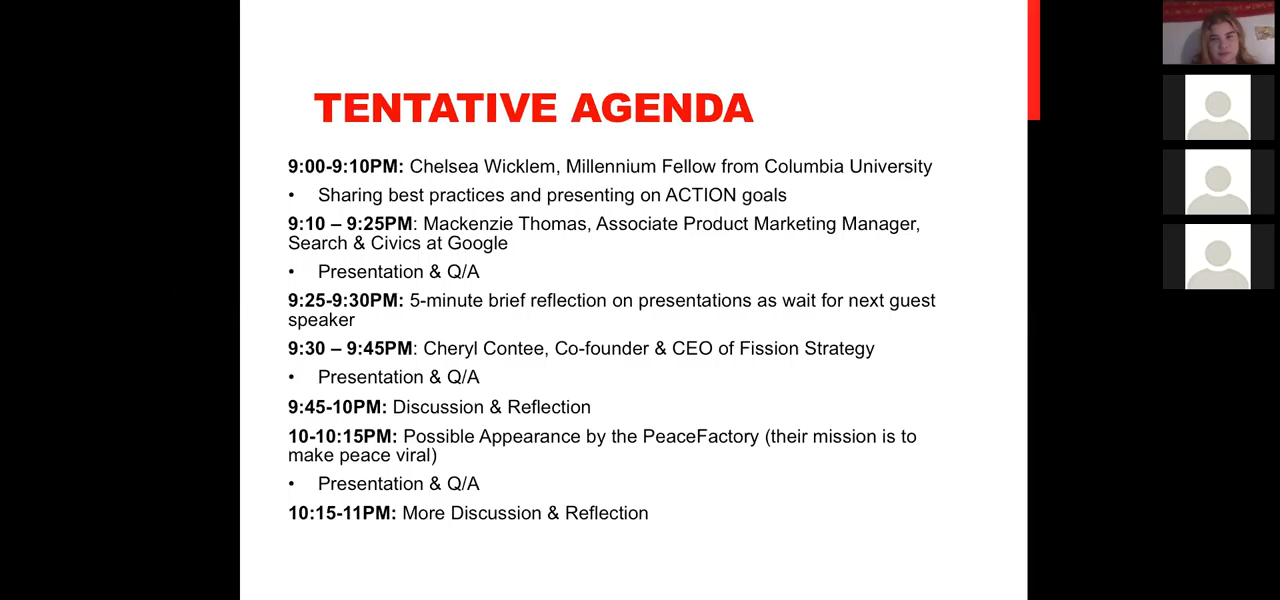 TENTATIVE AGENDA
9:00-9:10PM: Chelsea Wicklem, Millennium Fellow from Columbia University
• Sharing best practices and presenting on ACTION goals
9:10 – 9:25PM: Mackenzie Thomas, Associate Product Marketing Manager,
Search & Civics at Google
• Presentation & Q/A
9:25-9:30PM: 5-minute brief reflection on presentations as wait for next guest
speaker
9:30 – 9:45PM: Cheryl Contee, Co-founder & CEO of Fission Strategy
• Presentation & Q/A
9:45-10PM: Discussion & Reflection
10-10:15PM: Possible Appearance by the PeaceFactory (their mission is to
make peace viral)
• Presentation & Q/A
10:15-11PM: More Discussion & Reflection